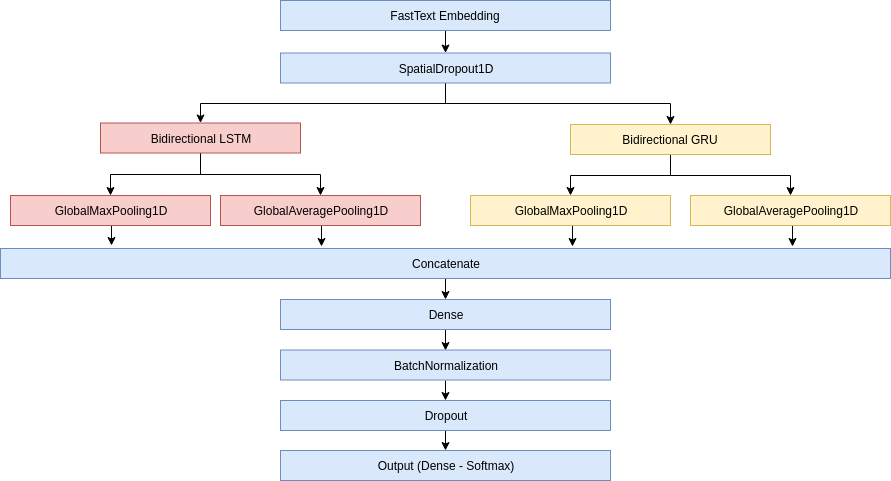 FastText Embedding
SpatialDropout1D
Bidirectional LSTM
Bidirectional GRU
GlobalMaxPooling1D
GlobalAveragePooling1D
GlobalMaxPooling1D
GlobalAveragePooling1D
Concatenate
Dense
BatchNormalization
Dropout
Output (Dense - Softmax)